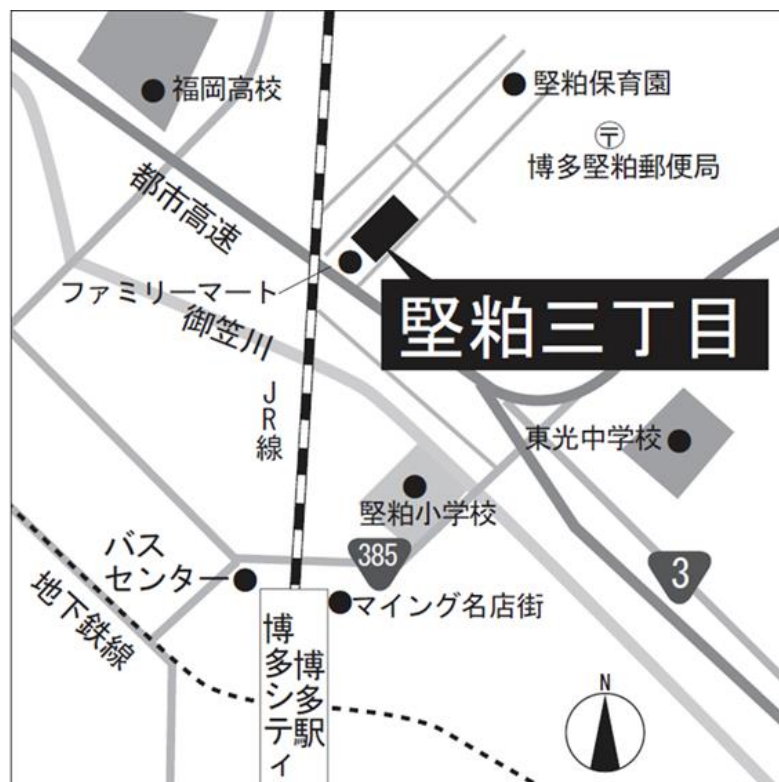 福岡高校
堅粕保育園
〒
博多堅粕郵便局
都市高速
ファミリーマート
御笠川
堅粕三丁目
JR線
東光中学校
堅粕小学校
385
3
バス
センター
マイング名店街
地下鉄線
博多駅
博多シティ
N